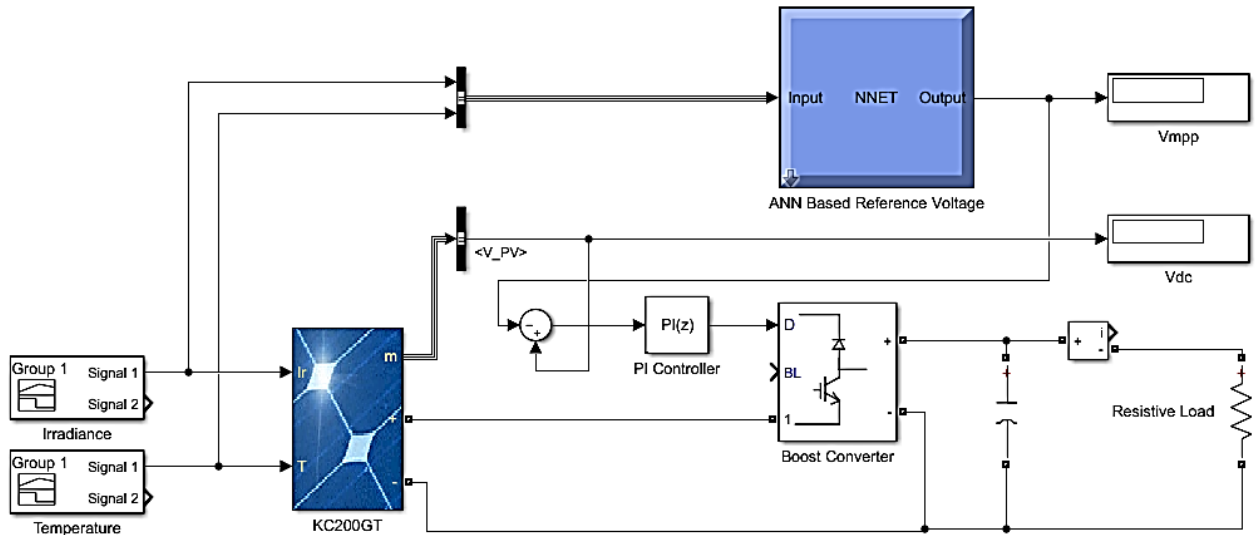 Input NNET Output
Vmpp
ANN Based Reference Voltage
<V_PV>
Vdc
PI(z)
PI Controller
D
BL
1
+
-
Boost Converter
+
i
-
+
+
Resistive Load
-
+
m
Ir
+
T
-
KC200GT
Group 1
Signal 1
Signal 2
Irradiance
Group 1
Signal 1
Signal 2
Temperature